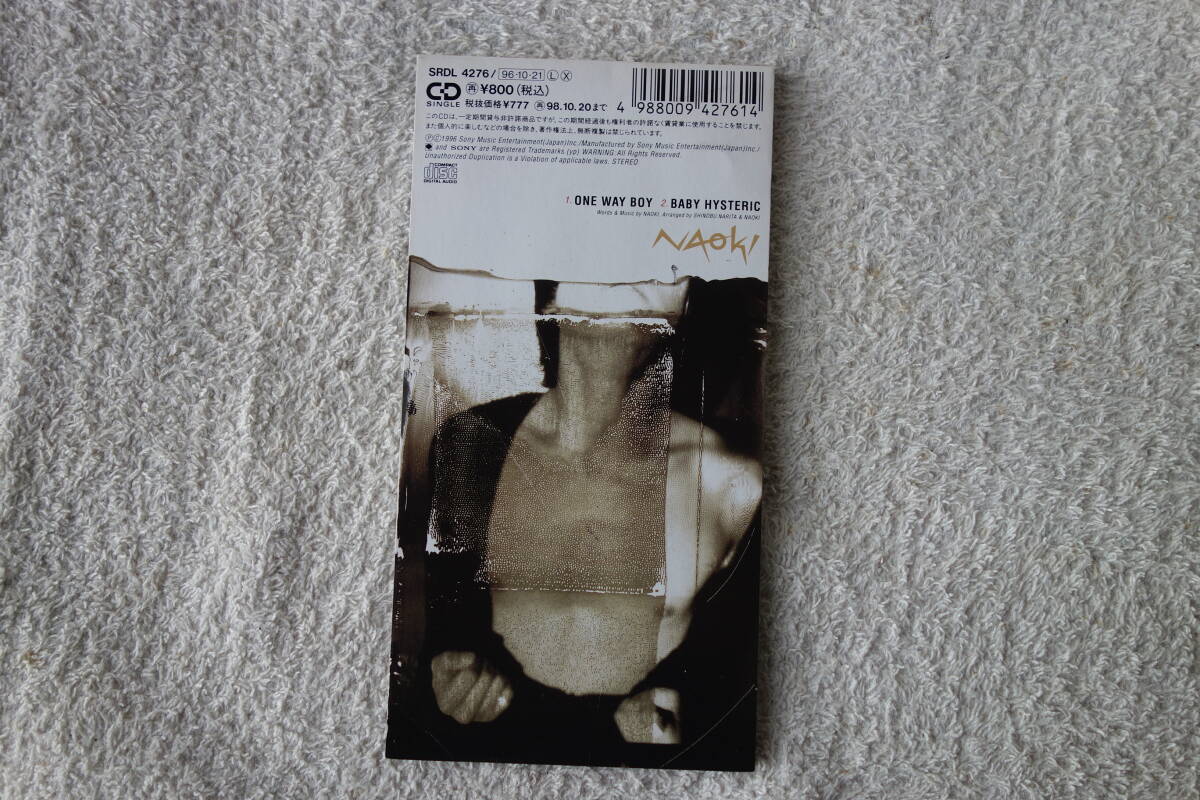 SRDL 4276/ 96·10·21 Ⓛ Ⓧ
CD SINGLE
㊢¥800(税込)
税抜価格¥777 ㊢98.10.20まで
4 988009 427614
このCDは、一定期間貸与非許諾商品ですが、この期間経過後も権利者の許諾なく賃貸業に使用することを禁じます。
また個人的に楽しむなどの場合を除き、著作権法上、無断複製は禁じられています。
ⓅⒸ1996 Sony Music Entertainment(Japan)Inc./Manufactured by Sony Music Entertainment(Japan)Inc./
and SONY are Registered Trademarks (yp) WARNING:All Rights Reserved.
Unauthorized Duplication is a Violation of applicable laws. STEREO
COMPACT
disc
DIGITAL AUDIO
1. ONE WAY BOY 2. BABY HYSTERIC
Words & Music by NAOKI. Arranged by SHINOBU NARITA & NAOKI
NAOKI